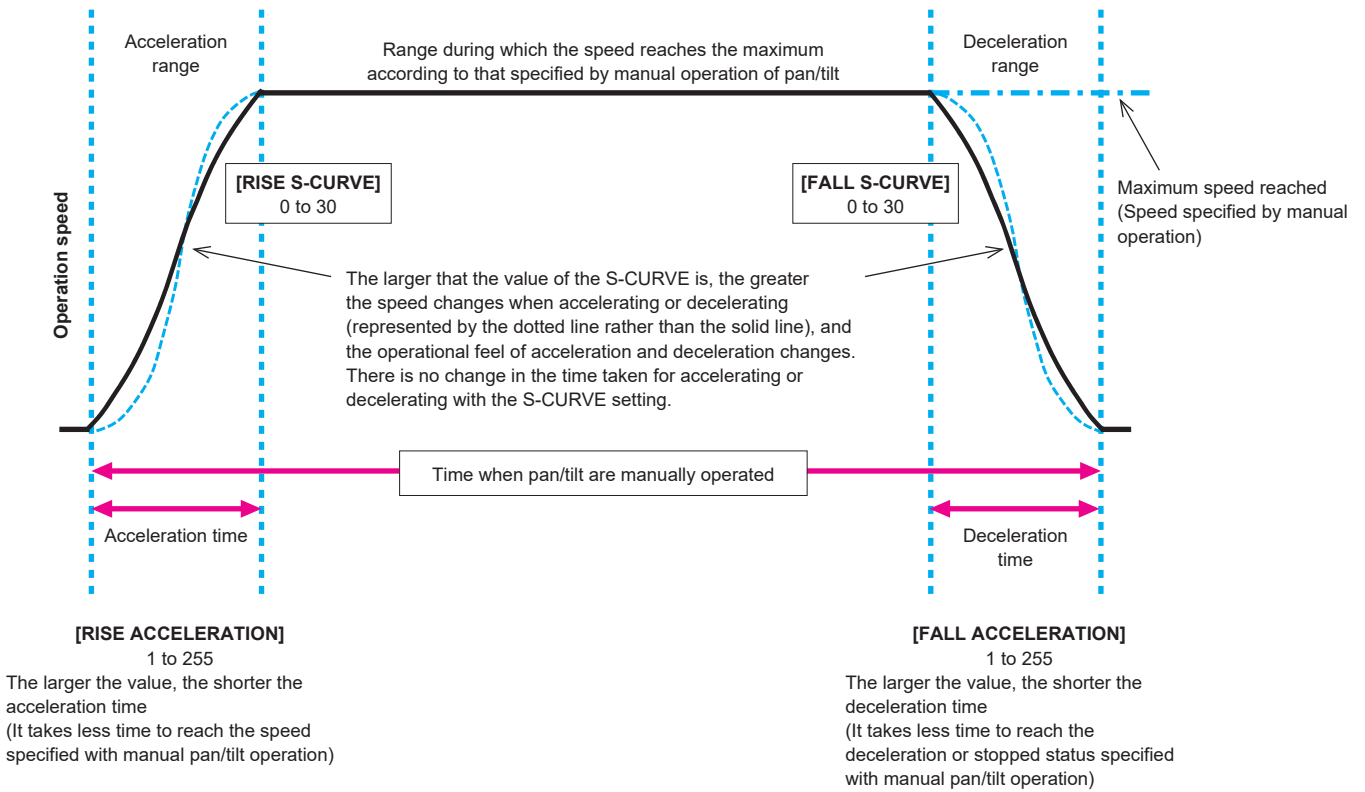 Acceleration
range
Range during which the speed reaches the maximum
according to that specified by manual operation of pan/tilt
Deceleration
range
Operation speed
[RISE S-CURVE]
0 to 30
[FALL S-CURVE]
0 to 30
Maximum speed reached
(Speed specified by manual
operation)
The larger that the value of the S-CURVE is, the greater
the speed changes when accelerating or decelerating
(represented by the dotted line rather than the solid line), and
the operational feel of acceleration and deceleration changes.
There is no change in the time taken for accelerating or
decelerating with the S-CURVE setting.
Time when pan/tilt are manually operated
Acceleration time
Deceleration
time
[RISE ACCELERATION]
1 to 255
The larger the value, the shorter the
acceleration time
(It takes less time to reach the speed
specified with manual pan/tilt operation)
[FALL ACCELERATION]
1 to 255
The larger the value, the shorter the
deceleration time
(It takes less time to reach the
deceleration or stopped status specified
with manual pan/tilt operation)